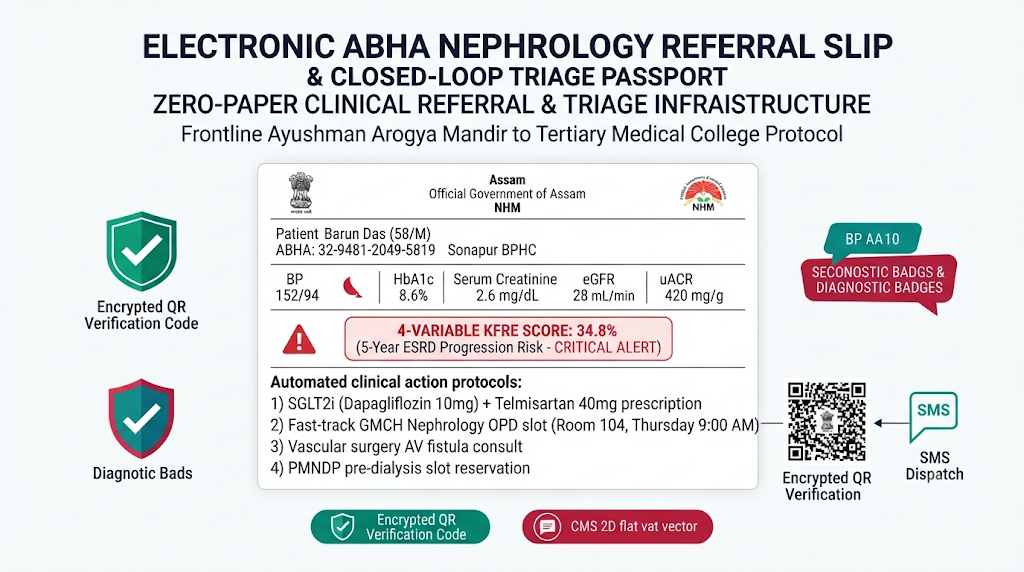 ELECTRONIC ABHA NEPHROLOGY REFERRAL SLIP
& CLOSED-LOOP TRIAGE PASSPORT
ZERO-PAPER CLINICAL REFERRAL & TRIAGE INFRAISTRUCTURE
Frontline Ayushman Arogya Mandir to Tertiary Medical College Protocol
Assam
Official Government of Assam
NHM
NHM
Patient Barun Das (58/M)
ABHA: 32-9481-2049-5819 Sonapur BPHC
BP HbA1c Serum Creatinine eGFR uACR
152/94 8.6% 2.6 mg/dL 28 mL/min 420 mg/g
4-VARIABLE KFRE SCORE: 34.8%
(5-Year ESRD Progression Risk - CRITICAL ALERT)
Automated clinical action protocols:
1) SGLT2i (Dapagliflozin 10mg) + Telmisartan 40mg prescription
2) Fast-track GMCH Nephrology OPD slot (Room 104, Thursday 9:00 AM)
3) Vascular surgery AV fistula consult
4) PMNDP pre-dialysis slot reservation
Encrypted QR
Verification Code
Diagnostic Bads
BP AA10
SECONOSTIC BADGS &
DIAGNOSTIC BADGES
SMS
Encrypted QR
Verification
SMS
Dispatch
Encrypted QR
Verification Code
CMS 2D flat vat vector